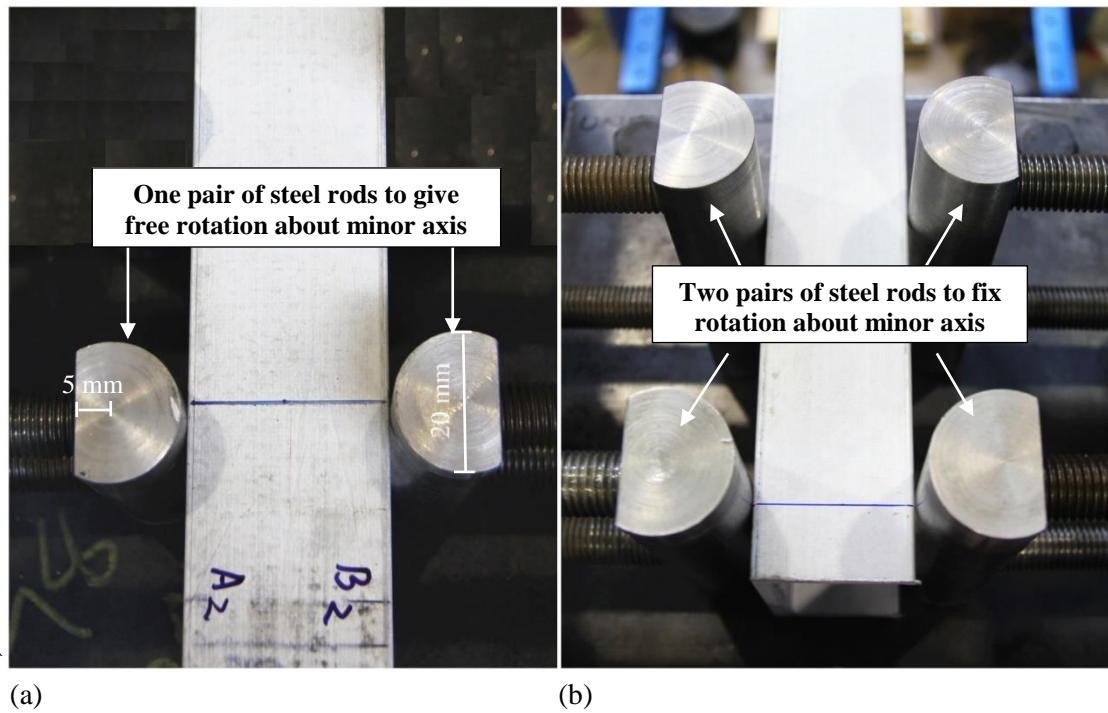 One pair of steel rods to give
free rotation about minor axis
5 mm
20 mm
A2
B2
Two pairs of steel rods to fix
rotation about minor axis
(a)
(b)